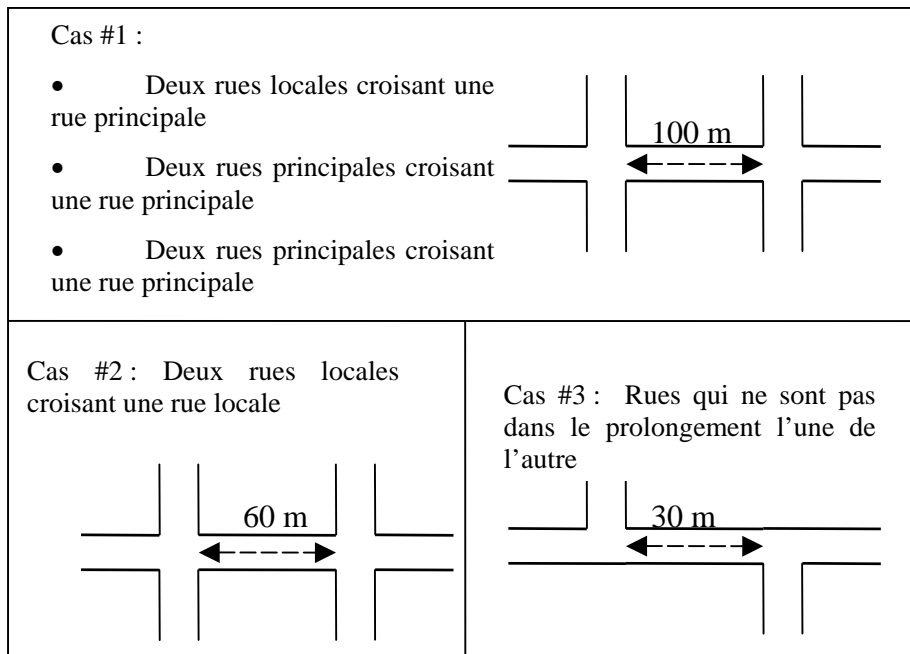 Cas #1 :
• Deux rues locales croisant une
rue principale
• Deux rues principales croisant
une rue principale
• Deux rues principales croisant
une rue principale
100 m
Cas #2 : Deux rues locales
croisant une rue locale
60 m
Cas #3 : Rues qui ne sont pas
dans le prolongement l’une de
l’autre
30 m